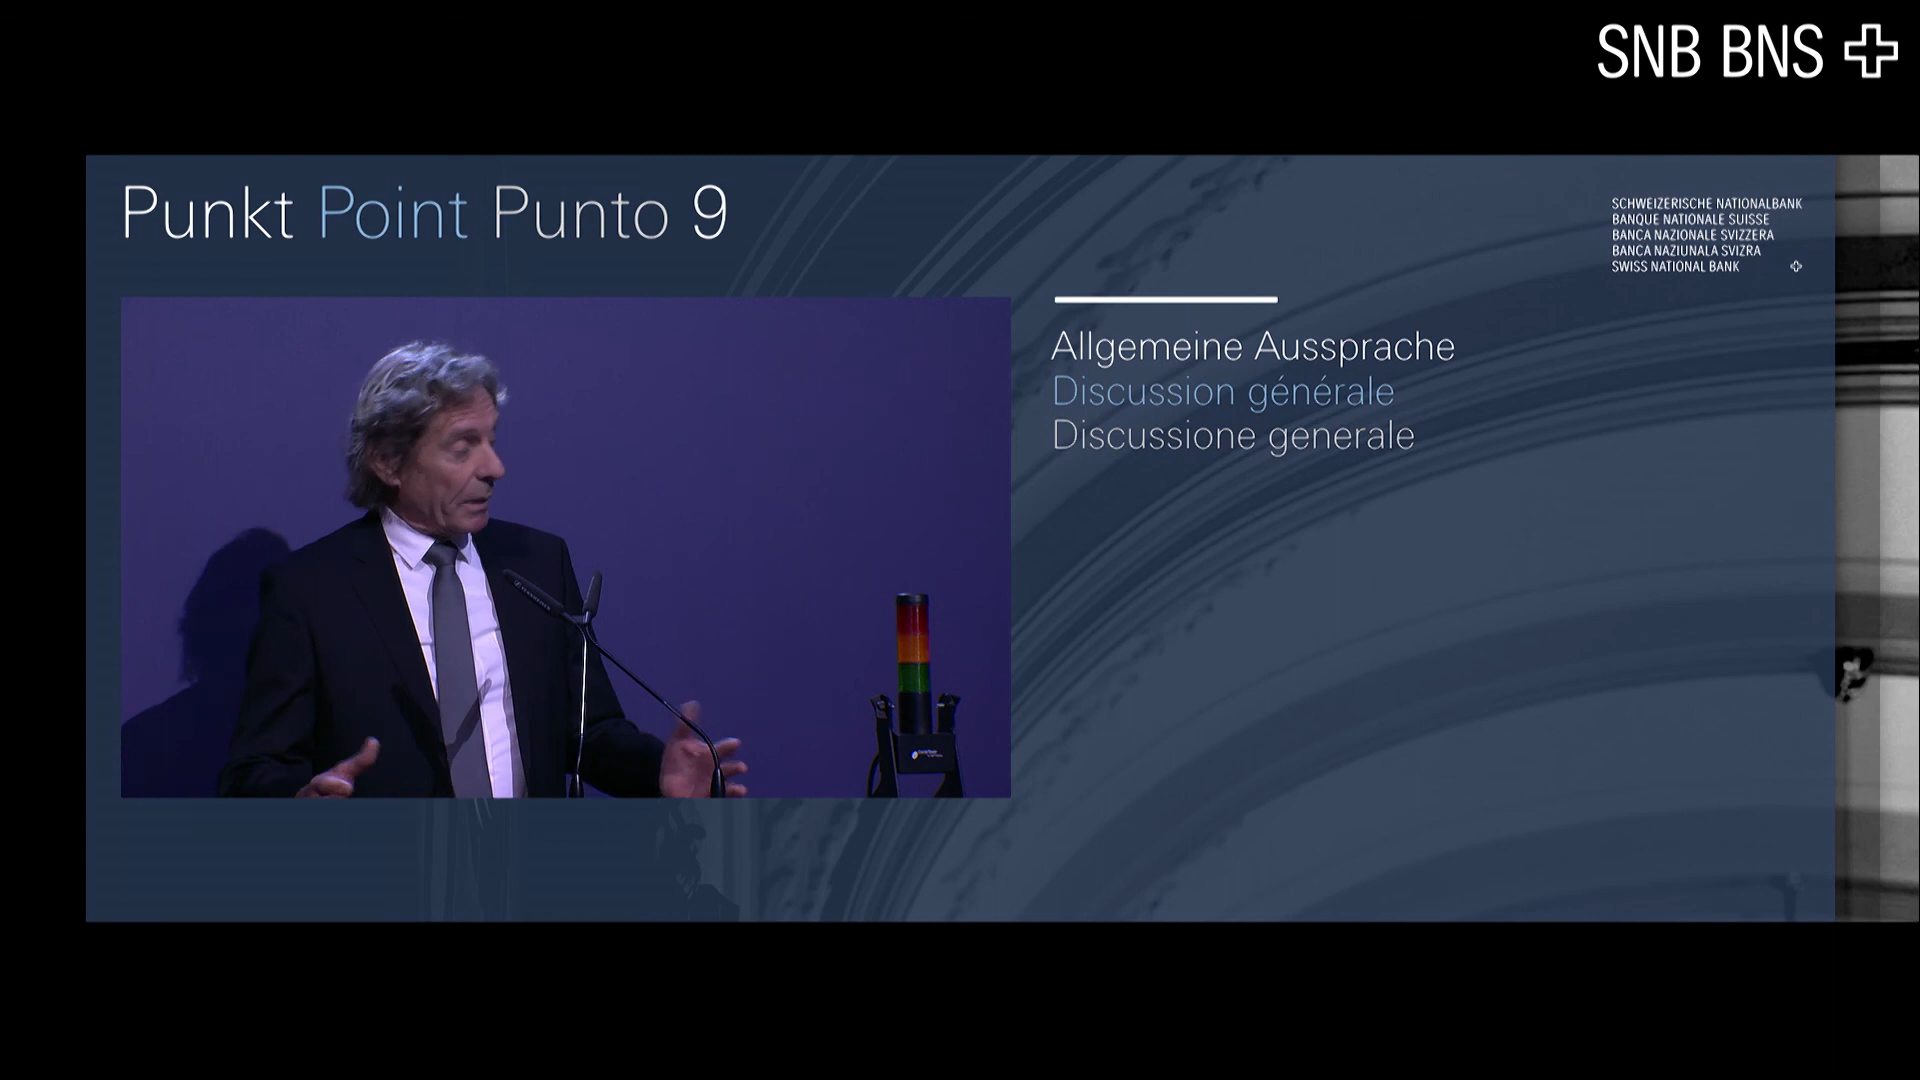 SNB BNS
Punkt Point Punto 9
SCHWEIZERISCHE NATIONALBANK
BANQUE NATIONALE SUISSE
BANCA NAZIONALE SVIZZERA
BANCA NAZIUNALA SVIZRA
SWISS NATIONAL BANK
Allgemeine Aussprache
Discussion générale
Discussione generale